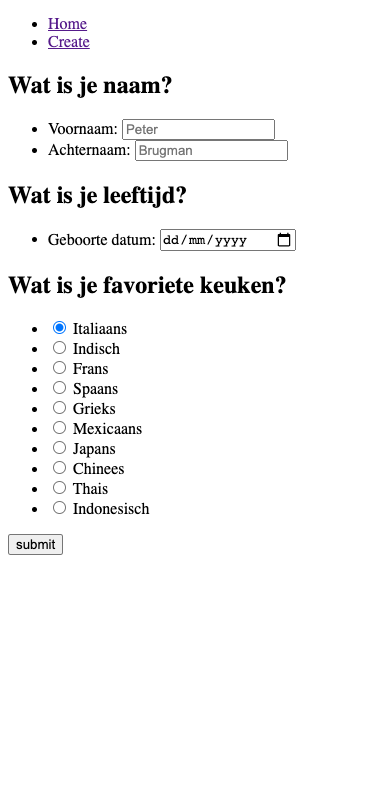 Home
Create
Wat is je naam?
Voornaam: Peter
Achternaam: Brugman
Wat is je leeftijd?
Geboorte datum: dd/mm/yyyy
Wat is je favoriete keuken?
Italiaans
Indisch
Frans
Spaans
Grieks
Mexicaans
Japans
Chinees
Thais
Indonesisch
submit